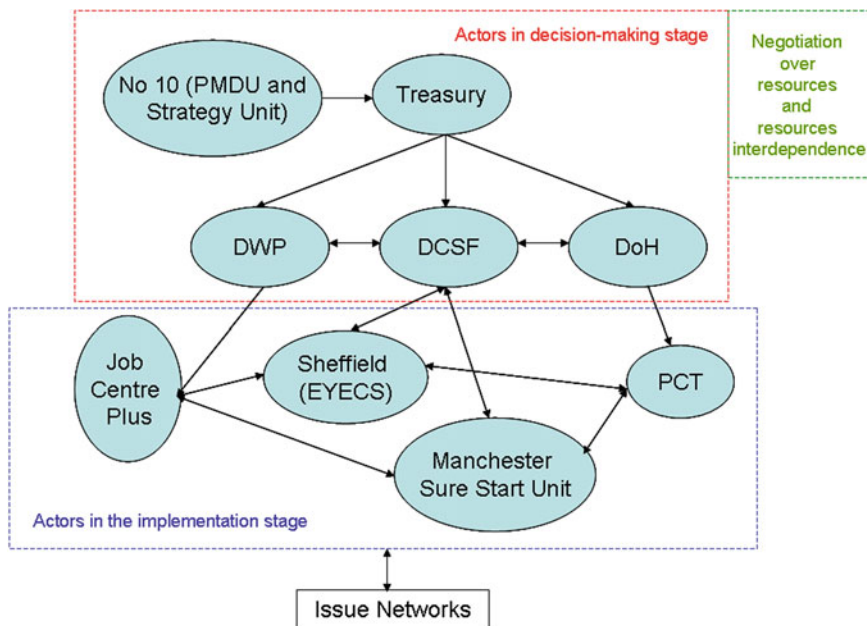 Actors in decision-making stage
Negotiation
over
resources
and
resources
interdependence
No 10 (PMDU and
Strategy Unit)
Treasury
DWP
DCSF
DoH
Job
Centre
Plus
Sheffield
(EYECS)
PCT
Manchester
Sure Start Unit
Actors in the implementation stage
Issue Networks